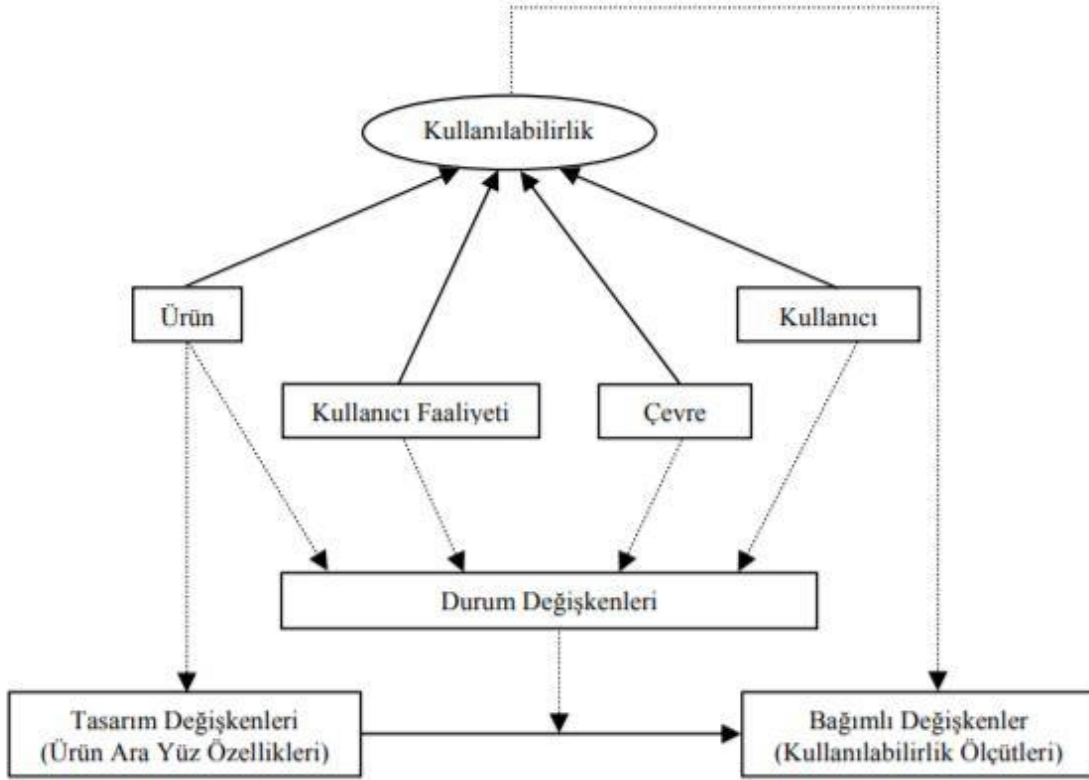 Kullanılabilirlik
Ürün
Kullanıcı
Kullanıcı Faaliyeti
Çevre
Durum Değişkenleri
Tasarım Değişkenleri
(Ürün Ara Yüz Özellikleri)
Bağımlı Değişkenler
(Kullanılabilirlik Ölçütleri)